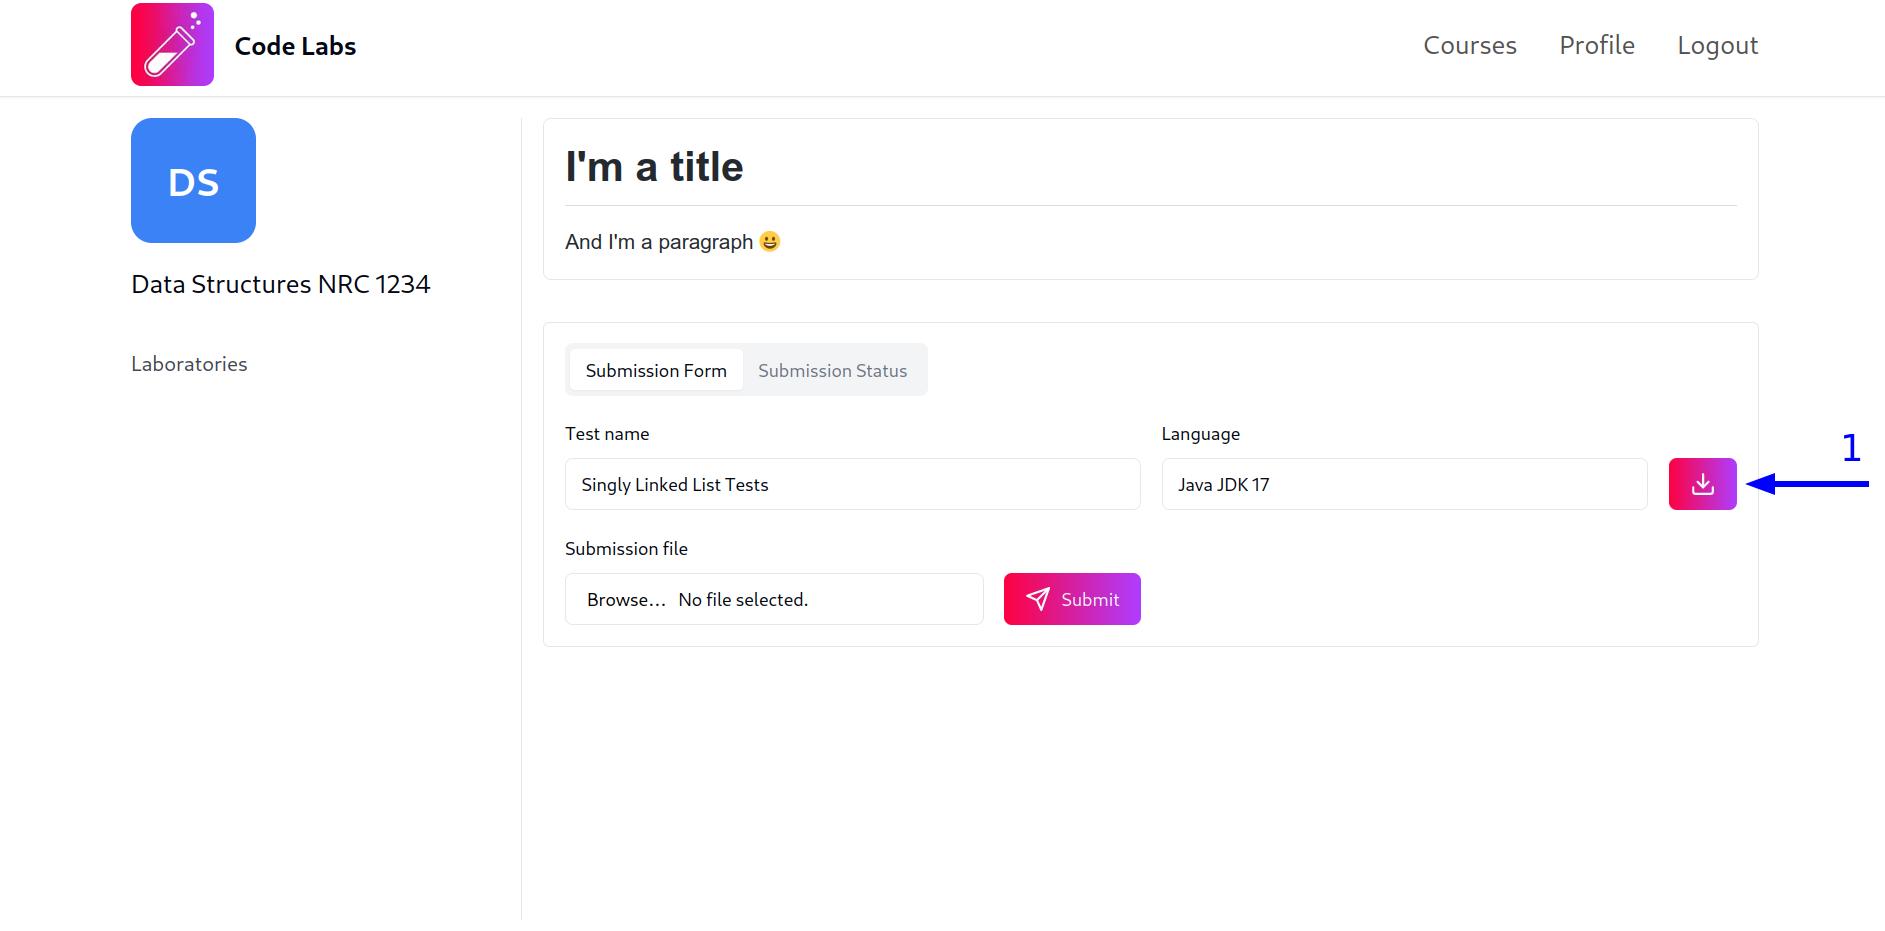 Code Labs
Courses
Profile
Logout
DS
Data Structures NRC 1234
Laboratories
I'm a title
And I'm a paragraph 😀
Submission Form
Submission Status
Test name
Language
Singly Linked List Tests
Java JDK 17
1
Submission file
Browse... No file selected.
Submit